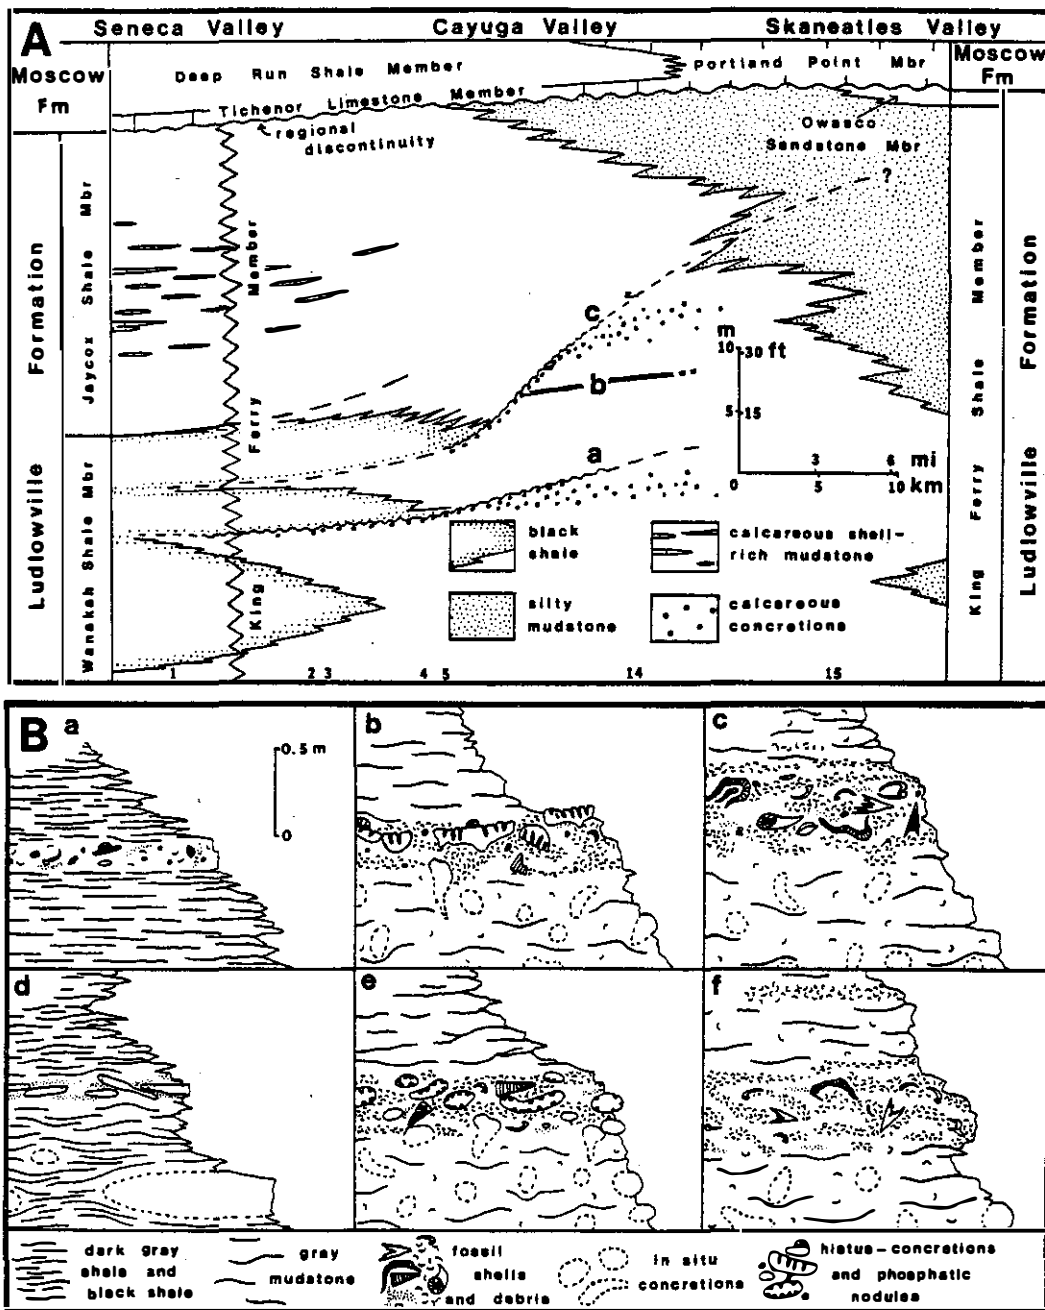 A
Seneca Valley Cayuga Valley Skaneatles Valley
Moscow Fm
Deep Run Shale Member
Portland Point Mbr
Moscow Fm
Tichenor Limestone Member
regional discontinuity
Owasco Sandstone Mbr
?
Ludlowville Formation
Jaycox Shale Mbr
Wanakah Shale Mbr
King Ferry Member
King Ferry Shale Member
Ludlowville Formation
c
b
a
m
10 30 ft
5 15
3 6 mi
0 5 10 km
black shale
calcareous shell-
rich mudstone
silty mudstone
calcareous concretions
1 2 3 4 5 14 15
B
a
0.5 m
0
b
c
d
e
f
dark gray
shale and
black shale
gray
mudstone
fossil
shells
and debris
in situ
concretions
hiatus-concretions
and phosphatic
nodules